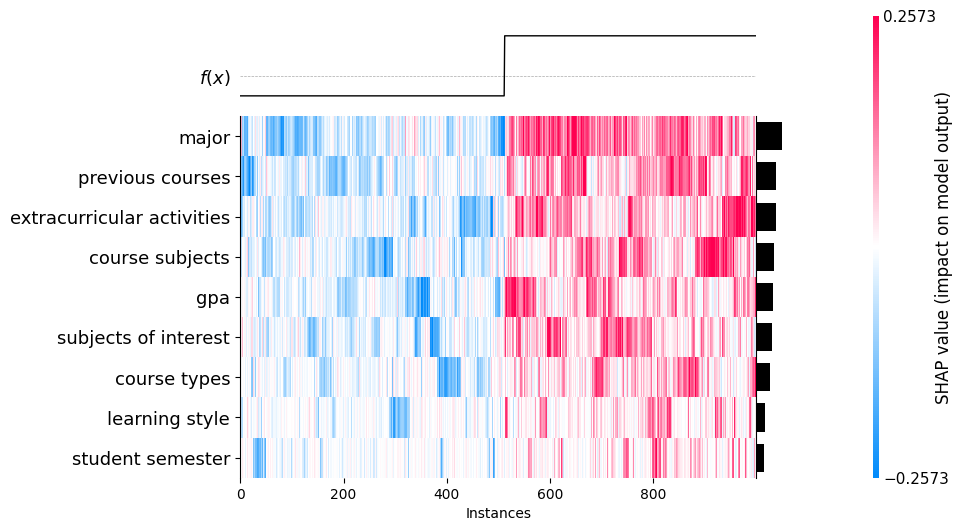 0.2573
f(x)
major
previous courses
extracurricular activities
course subjects
gpa
subjects of interest
course types
learning style
student semester
0 200 400 600 800
Instances
SHAP value (impact on model output)
−0.2573